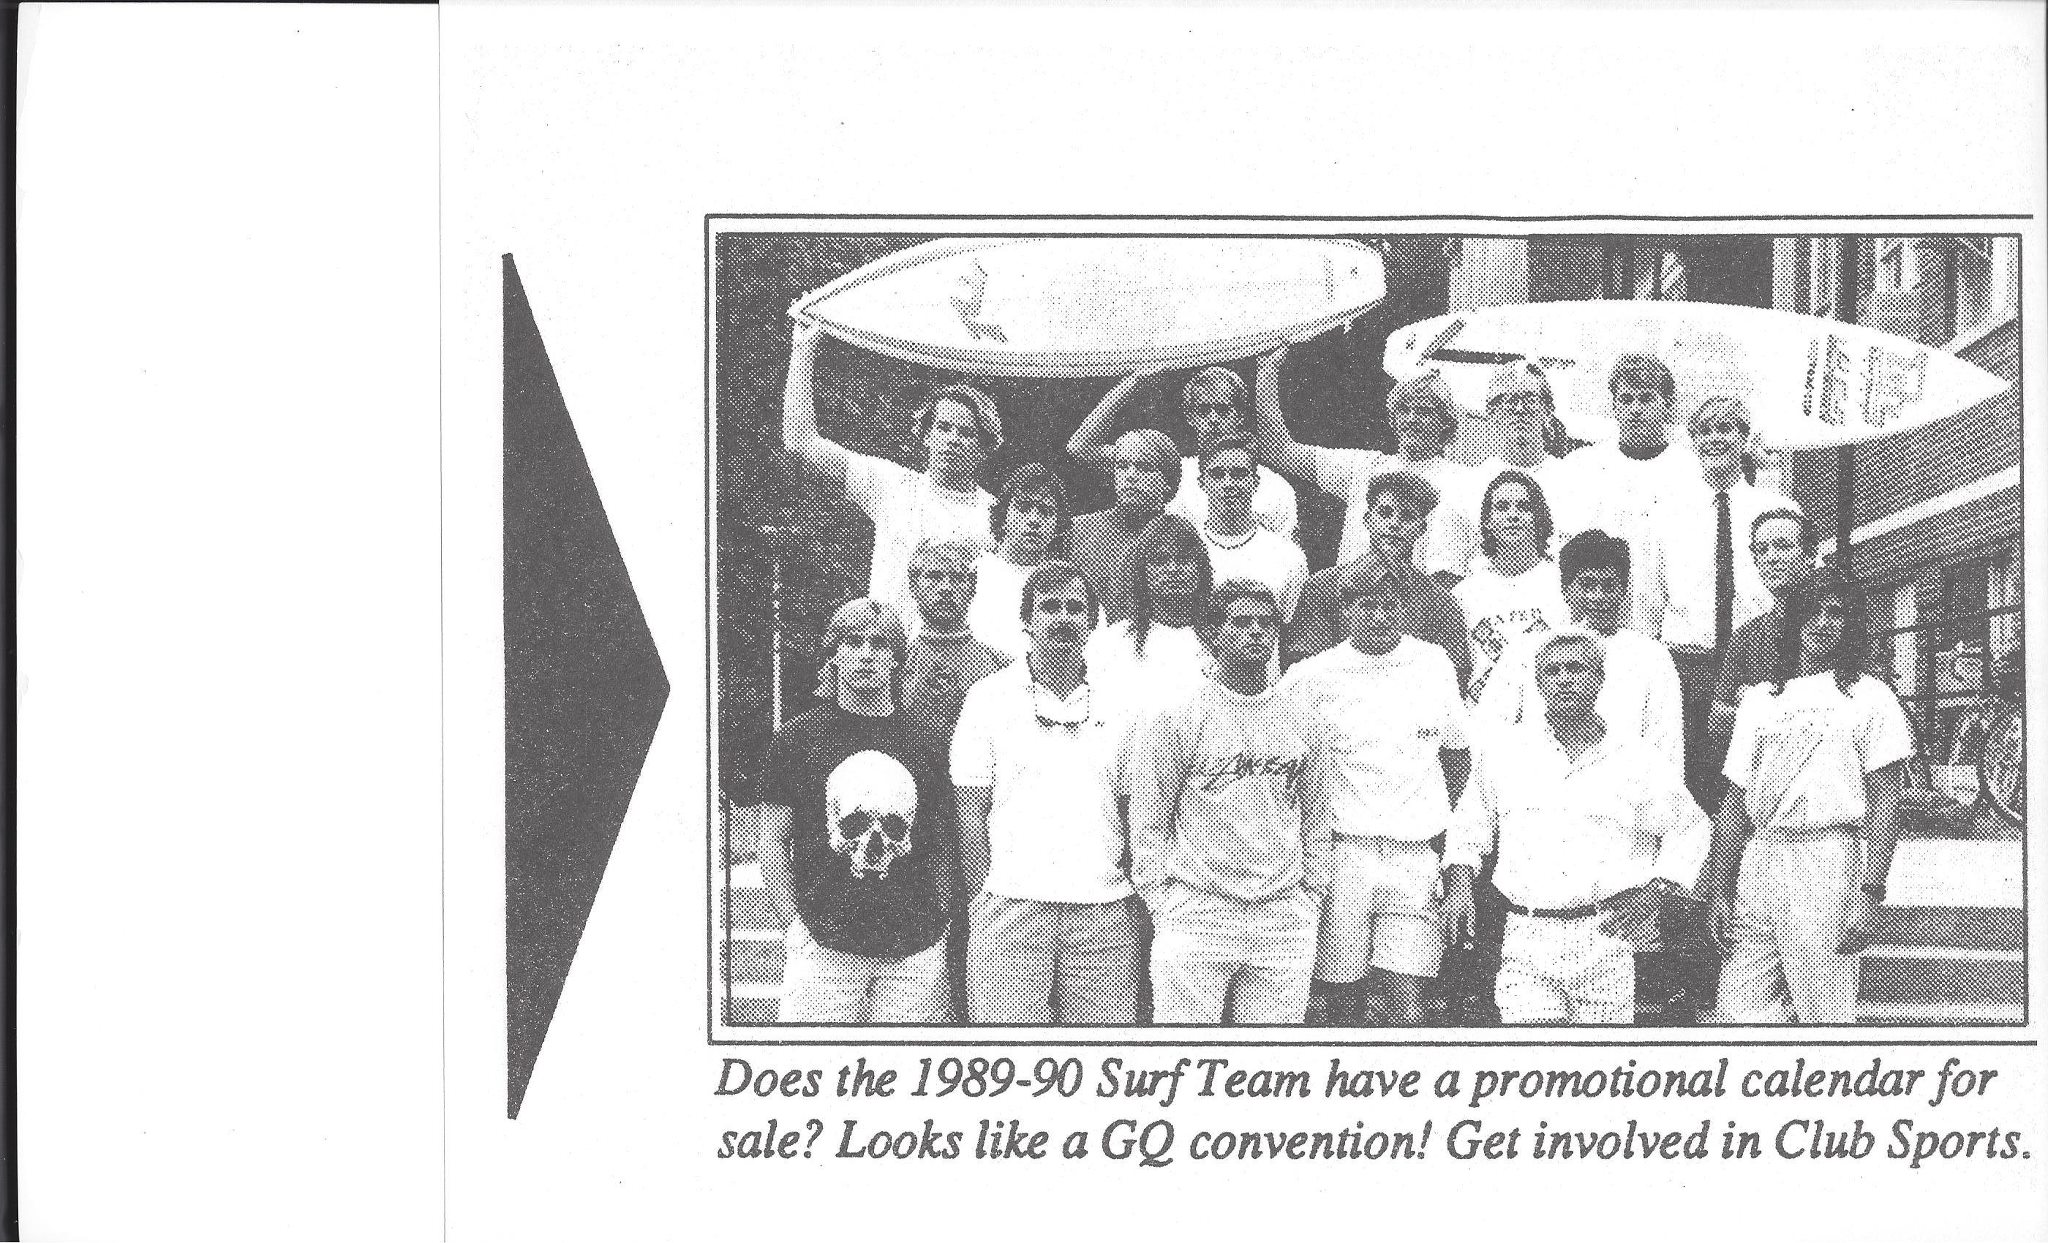 Does the 1989-90 Surf Team have a promotional calendar for
sale? Looks like a GQ convention! Get involved in Club Sports.